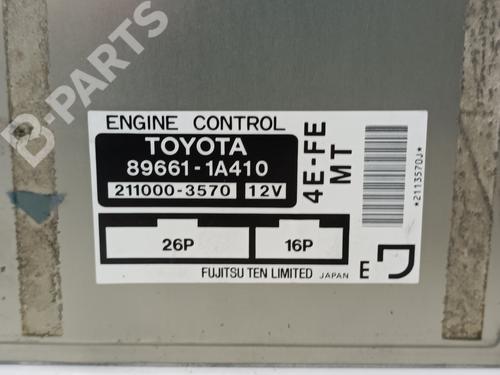 B-PARTS
ENGINE CONTROL
TOYOTA
89661-1A410
211000-3570 12V
4E-FE
MT
*2113570J*
26P 16P
FUJITSU TEN LIMITED JAPAN E